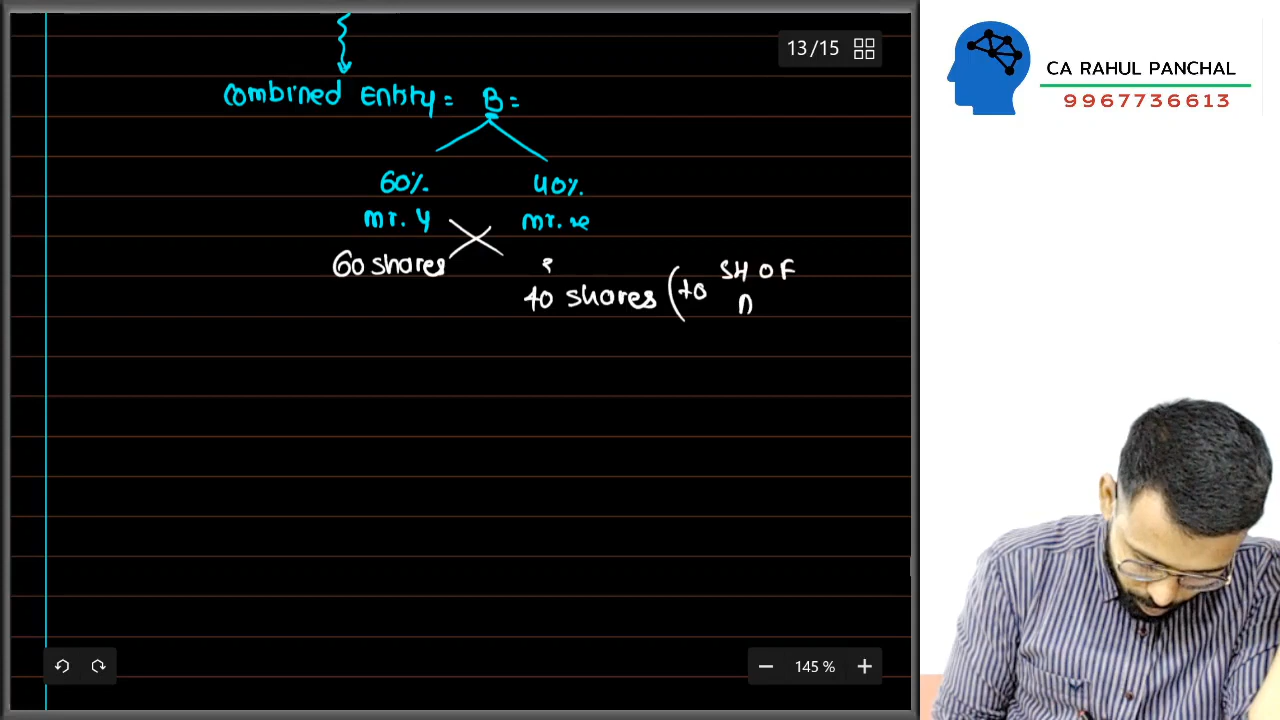 13/15
CA RAHUL PANCHAL
9967736613
Combined Entity = B =
60% 40%
mr. y mr. x
60 shares ?
40 shares (to SH OF
n
145 %